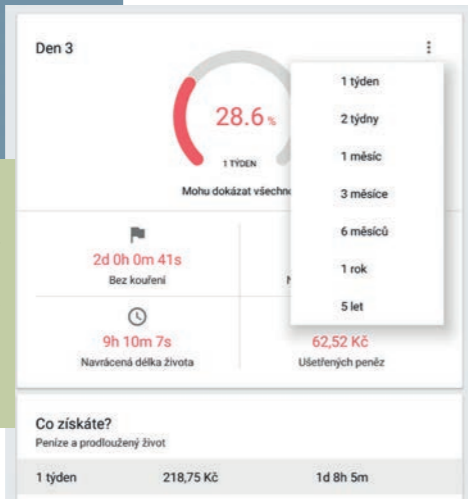 Den 3
28.6 %
1 TÝDEN
Mohu dokázat všechno
1 týden
2 týdny
1 měsíc
3 měsíce
6 měsíců
1 rok
5 let
2d 0h 0m 41s
Bez kouření
9h 10m 7s
Navrácená délka života
62,52 Kč
Ušetřených peněz
Co získáte?
Peníze a prodloužený život
1 týden 218,75 Kč 1d 8h 5m